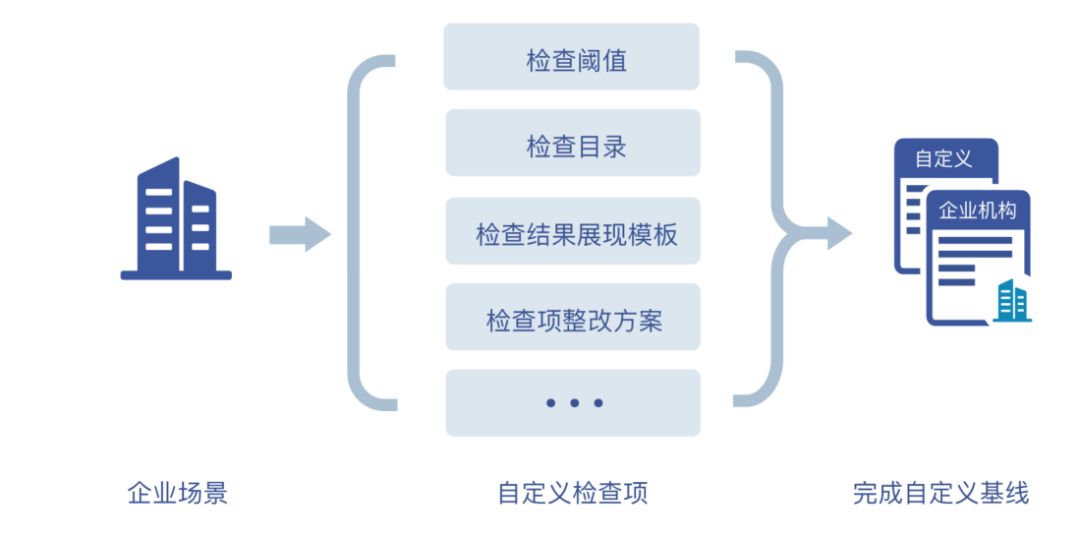 检查阈值
检查目录
检查结果展现模板
检查项整改方案
•••
自定义
企业机构
企业场景
自定义检查项
完成自定义基线